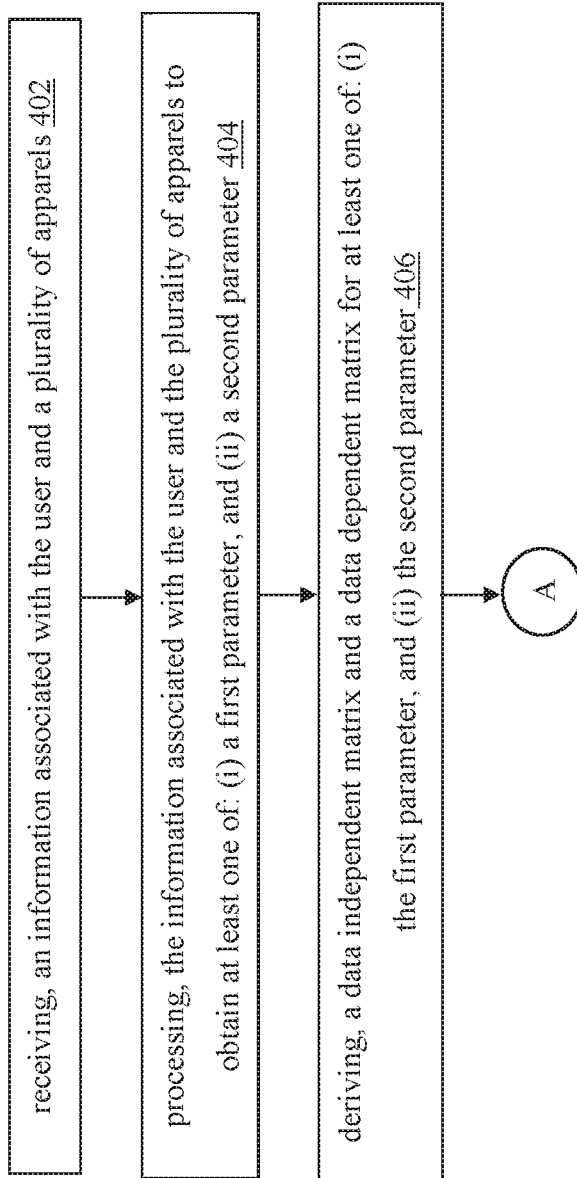 receiving, an information associated with the user and a plurality of apparels 402
processing, the information associated with the user and the plurality of apparels to
obtain at least one of: (i) a first parameter, and (ii) a second parameter 404
deriving, a data independent matrix and a data dependent matrix for at least one of: (i)
the first parameter, and (ii) the second parameter 406
A